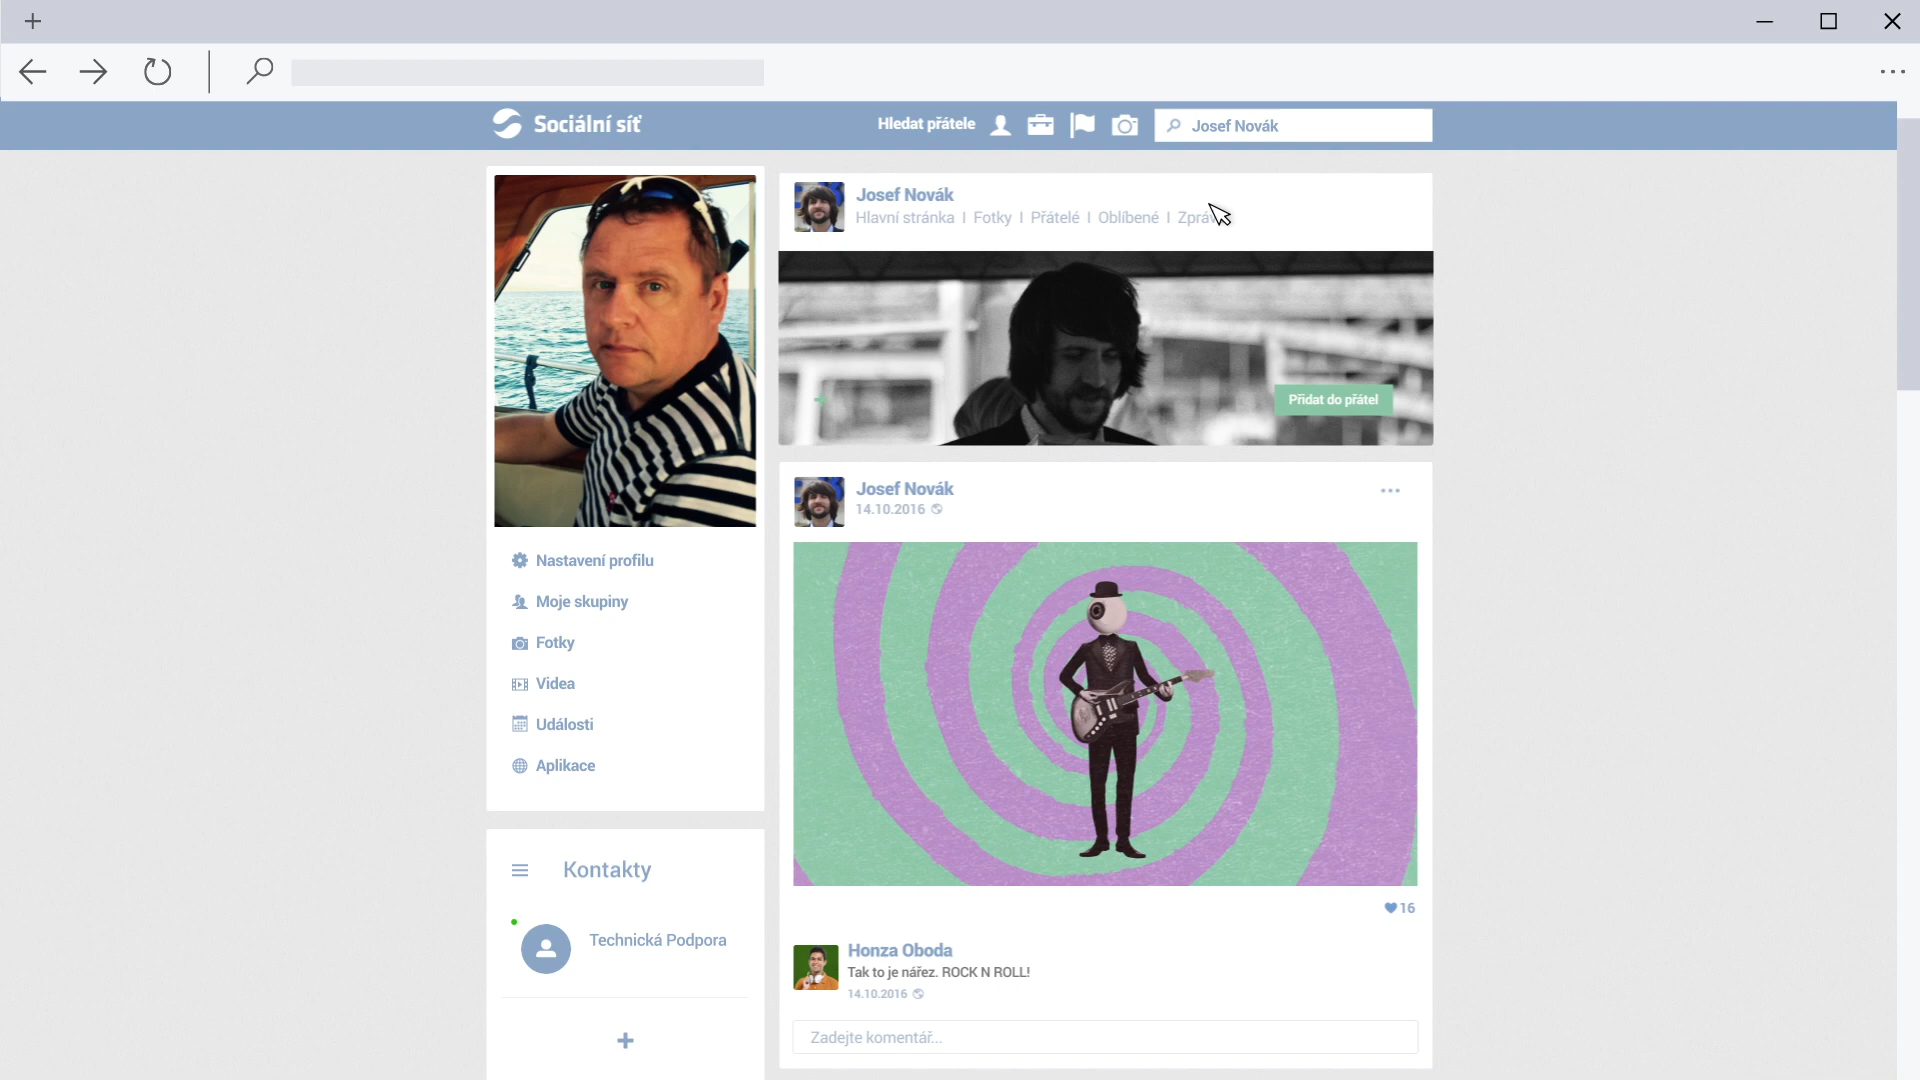 Sociální síť
Hledat přátele
Josef Novák
Josef Novák
Hlavní stránka I Fotky I Přátelé I Oblíbené I Zpráv
Přidat do přátel
Josef Novák
14.10.2016
Nastavení profilu
Moje skupiny
Fotky
Videa
Události
Aplikace
16
Kontakty
Technická Podpora
Honza Oboda
Tak to je nářez. ROCK N ROLL!
14.10.2016
Zadejte komentář...